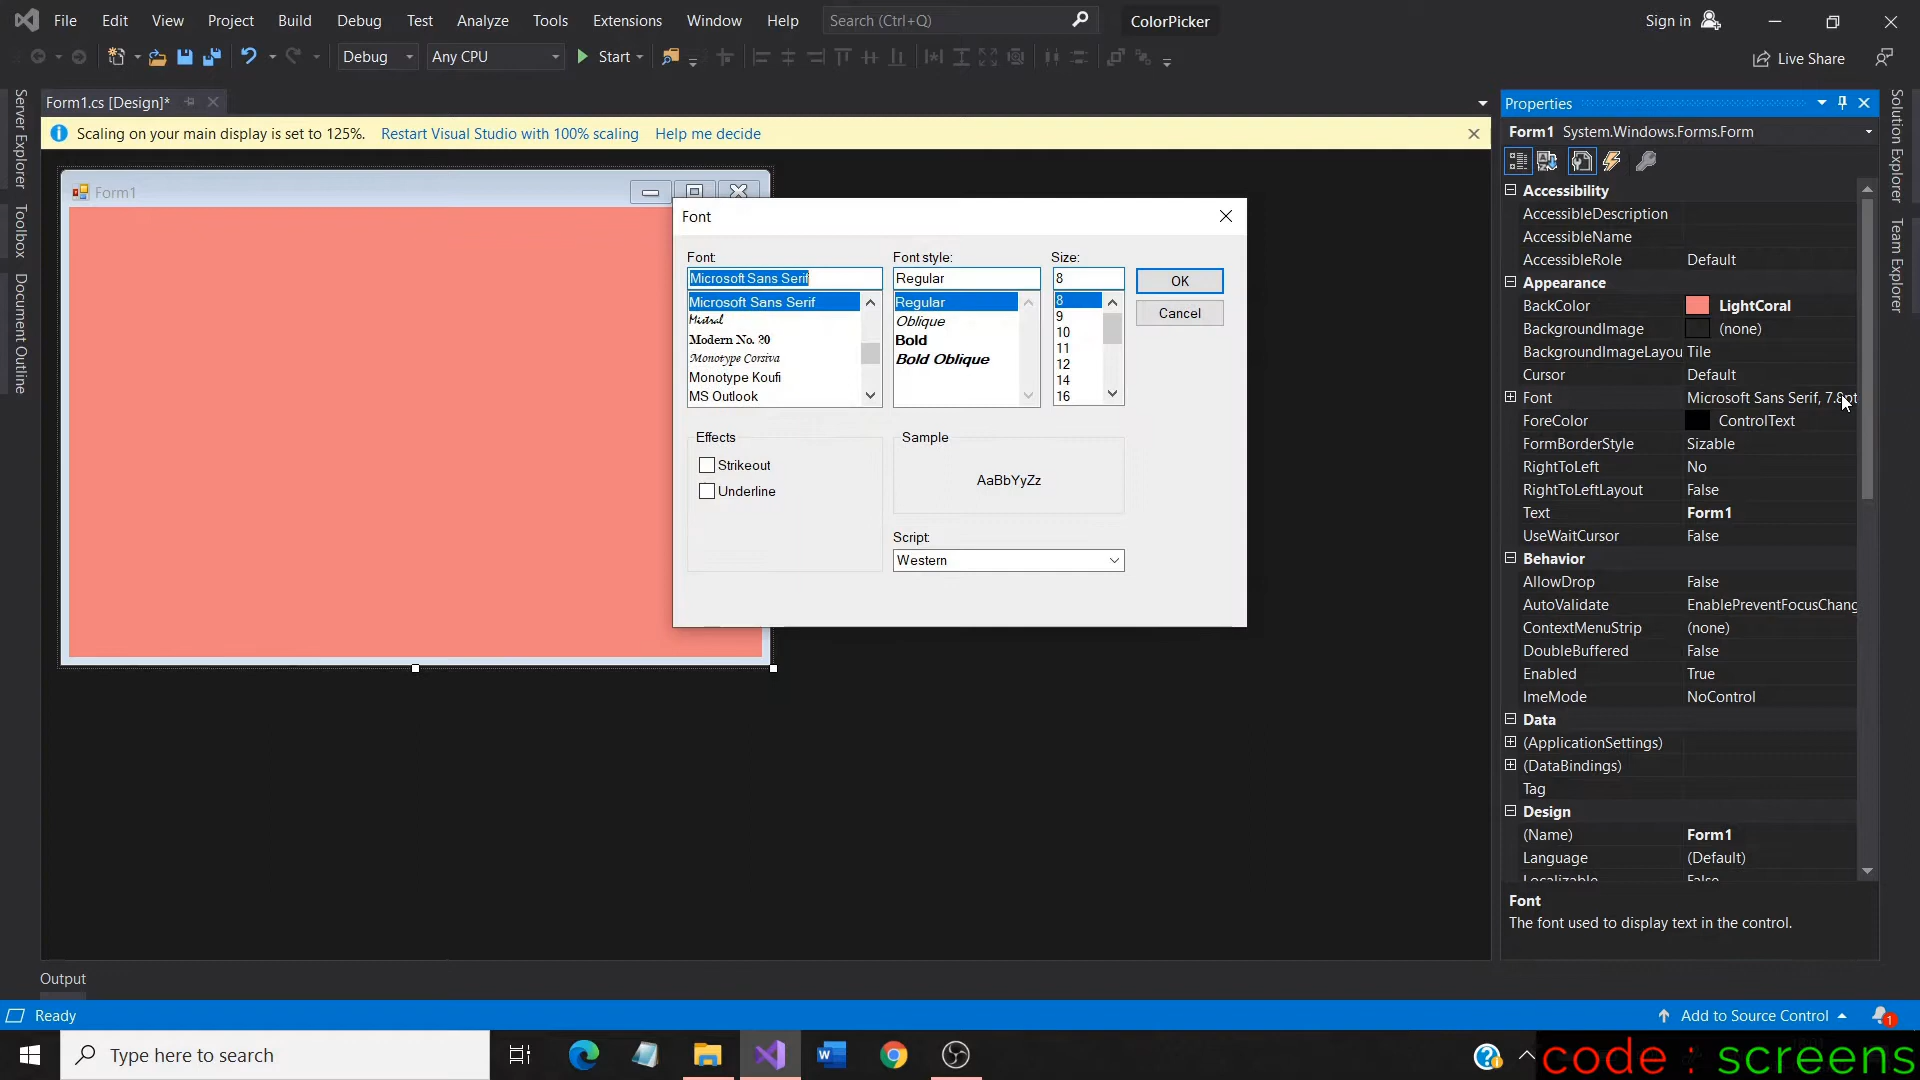 File Edit View Project Build Debug Test Analyze Tools Extensions Window Help Search (Ctrl+Q) ColorPicker Sign in
Debug Any CPU Start Live Share
Form1.cs [Design]*
Scaling on your main display is set to 125%. Restart Visual Studio with 100% scaling Help me decide
Server Explorer
Toolbox
Document Outline
Form1
Font
Font: Font style: Size:
Microsoft Sans Serif Regular 8
Microsoft Sans Serif Regular 8
Mistral Oblique 9
Modern No. 20 Bold 10
Monotype Corsiva Bold Oblique 11
Monotype Koufi 12
MS Outlook 14
16
OK
Cancel
Effects
Strikeout
Underline
Sample
AaBbYyZz
Script:
Western
Properties
Form1 System.Windows.Forms.Form
Accessibility
AccessibleDescription
AccessibleName
AccessibleRole Default
Appearance
BackColor LightCoral
BackgroundImage (none)
BackgroundImageLayou Tile
Cursor Default
Font Microsoft Sans Serif, 7.8pt
ForeColor ControlText
FormBorderStyle Sizable
RightToLeft No
RightToLeftLayout False
Text Form1
UseWaitCursor False
Behavior
AllowDrop False
AutoValidate EnablePreventFocusChang
ContextMenuStrip (none)
DoubleBuffered False
Enabled True
ImeMode NoControl
Data
(ApplicationSettings)
(DataBindings)
Tag
Design
(Name) Form1
Language (Default)
Localizable False
Font
The font used to display text in the control.
Solution Explorer
Team Explorer
Output
Ready Add to Source Control 1
Type here to search
code : screens